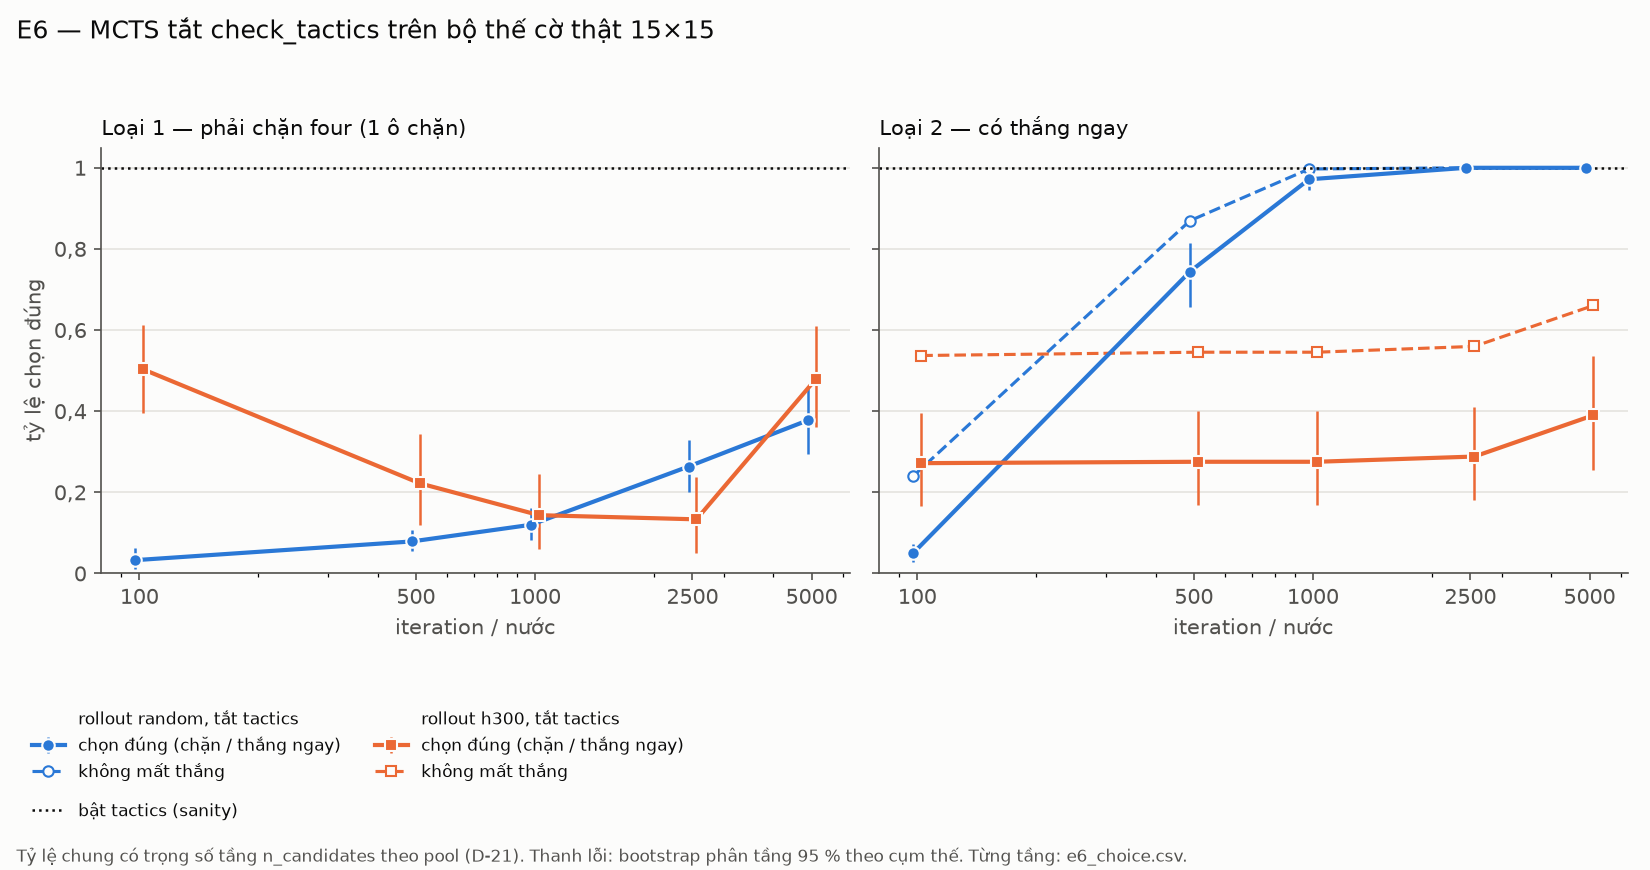 E6 — MCTS tắt check_tactics trên bộ thế cờ thật 15×15
Loại 1 — phải chặn four (1 ô chặn)
tỷ lệ chọn đúng
1
0,8
0,6
0,4
0,2
0
100
500
1000
2500
5000
iteration / nước
Loại 2 — có thắng ngay
100
500
1000
2500
5000
iteration / nước
rollout random, tắt tactics
chọn đúng (chặn / thắng ngay)
không mất thắng
bật tactics (sanity)
rollout h300, tắt tactics
chọn đúng (chặn / thắng ngay)
không mất thắng
Tỷ lệ chung có trọng số tầng n_candidates theo pool (D-21). Thanh lỗi: bootstrap phân tầng 95 % theo cụm thế. Từng tầng: e6_choice.csv.